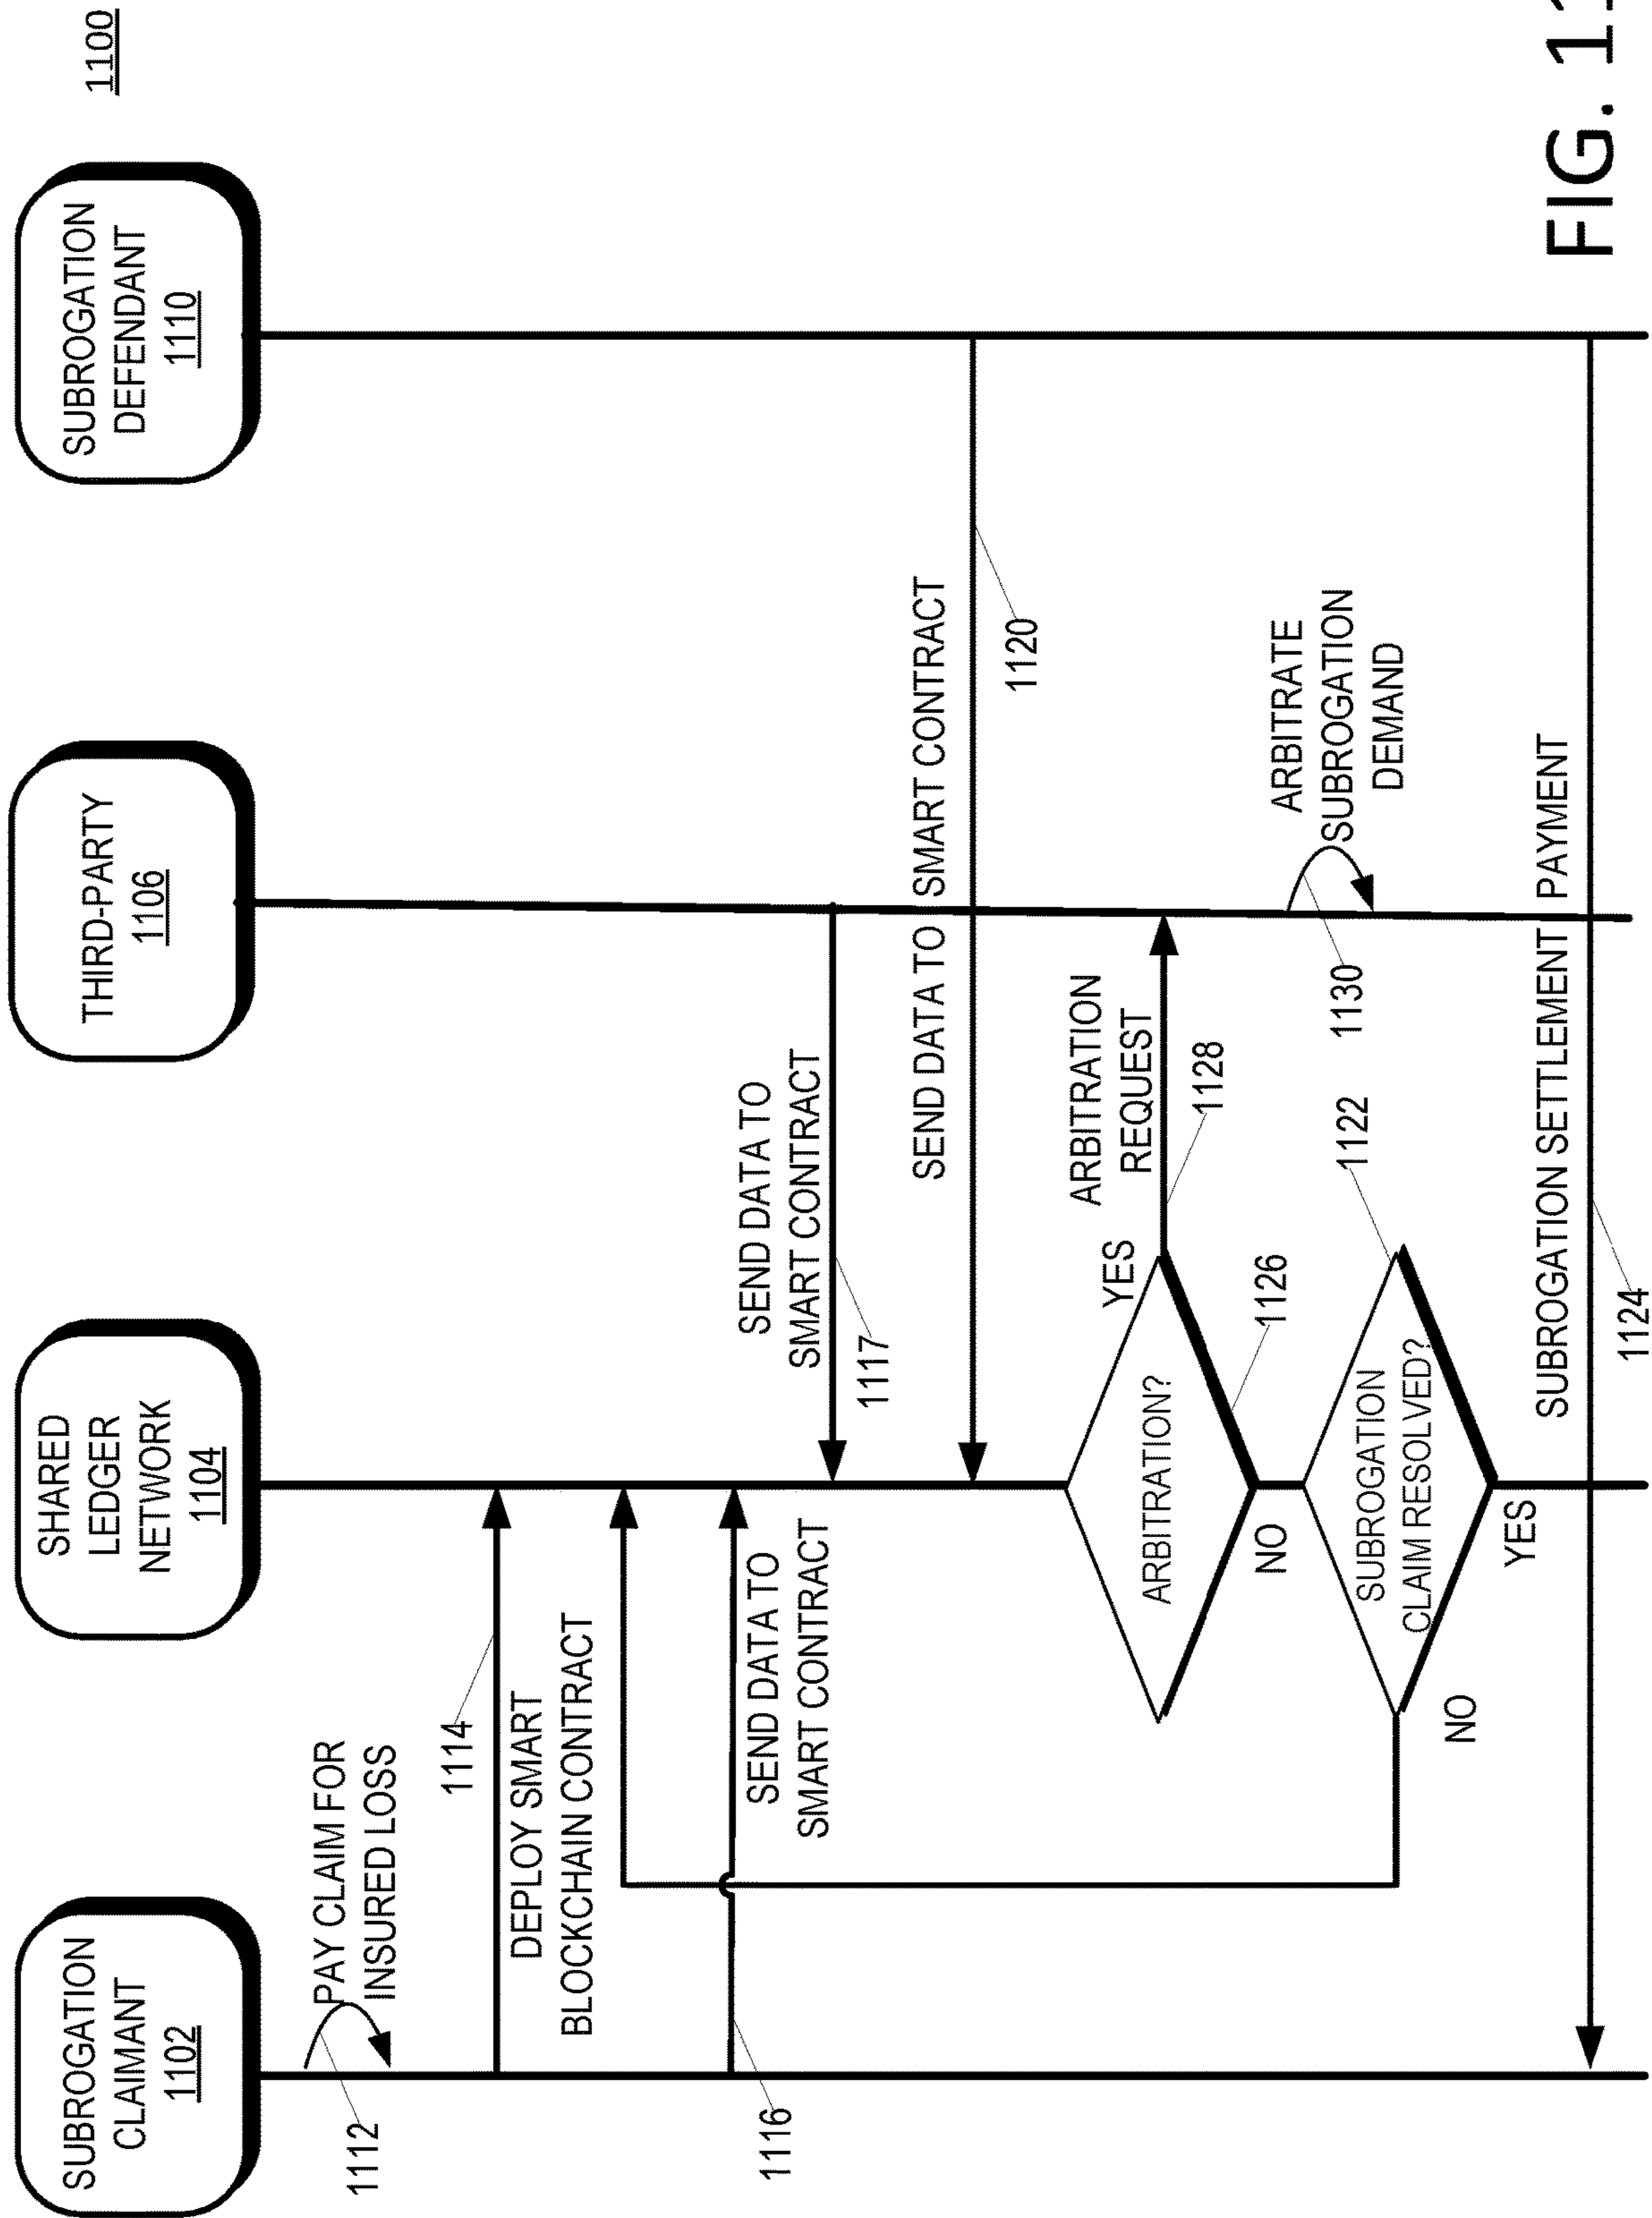 1100
SUBROGATION
CLAIMANT
1102
SHARED
LEDGER
NETWORK
1104
THIRD-PARTY
1106
SUBROGATION
DEFENDANT
1110
PAY CLAIM FOR
INSURED LOSS
1112
1114
DEPLOY SMART
BLOCKCHAIN CONTRACT
SEND DATA TO
SMART CONTRACT
1116
SEND DATA TO
SMART CONTRACT
1117
SEND DATA TO SMART CONTRACT
1120
ARBITRATION?
YES
NO
1126
ARBITRATION
REQUEST
1128
ARBITRATE
SUBROGATION
DEMAND
1130
SUBROGATION
CLAIM RESOLVED?
1122
NO
YES
SUBROGATION SETTLEMENT PAYMENT
1124
FIG. 11